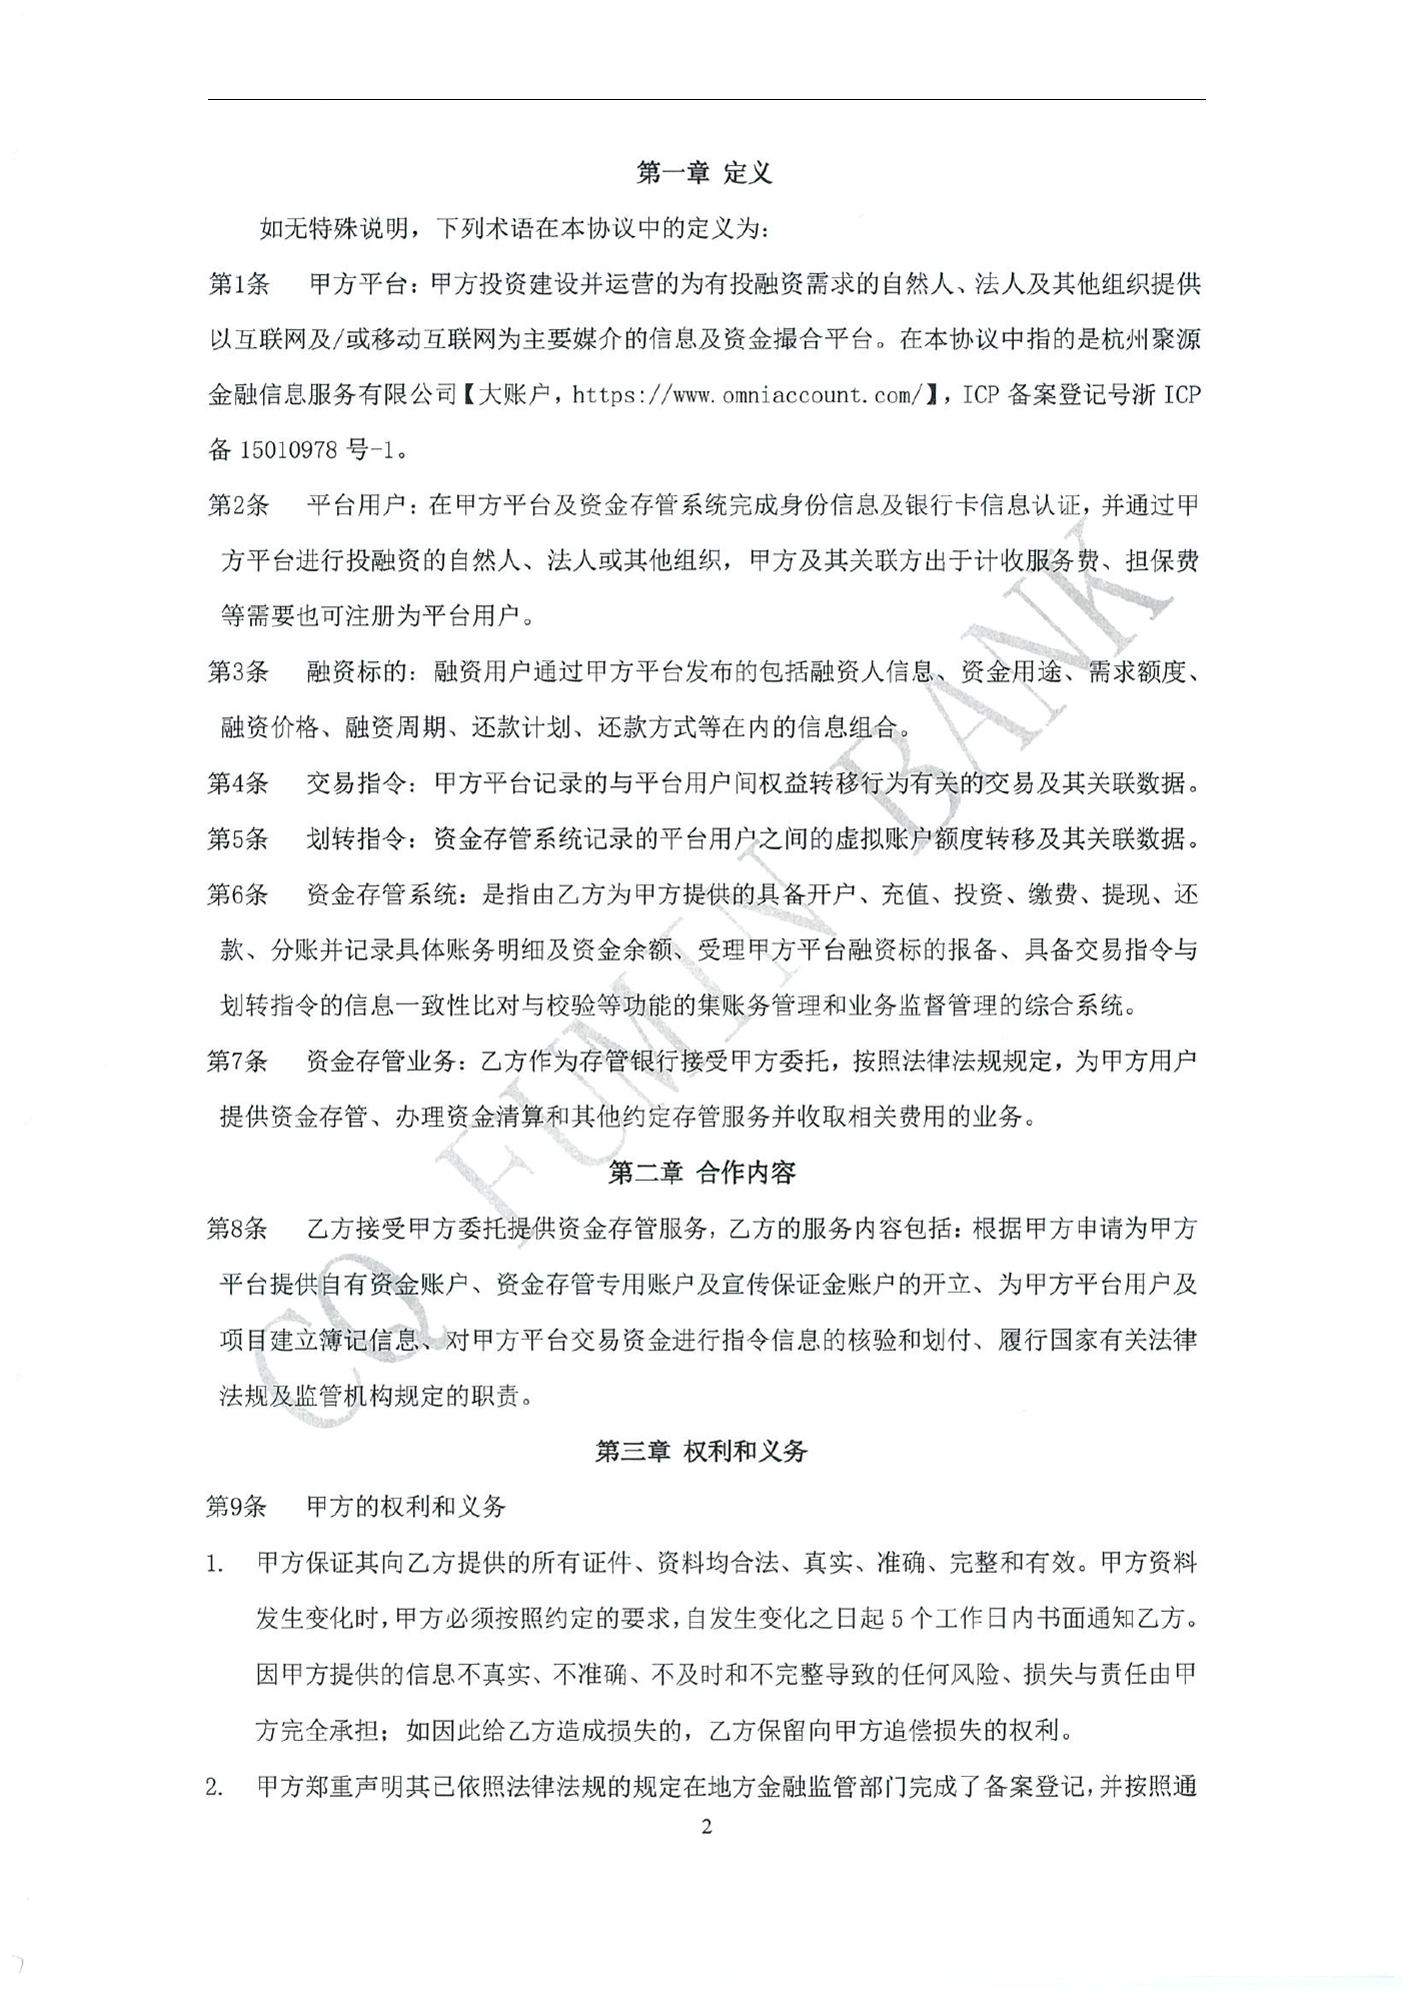 第一章 定义
如无特殊说明，下列术语在本协议中的定义为：
第1条 甲方平台：甲方投资建设并运营的为有投融资需求的自然人、法人及其他组织提供
以互联网及/或移动互联网为主要媒介的信息及资金撮合平台。在本协议中指的是杭州聚源
金融信息服务有限公司【大账户，https://www.omniaccount.com/】，ICP 备案登记号浙 ICP
备 15010978 号-1。
第2条 平台用户：在甲方平台及资金存管系统完成身份信息及银行卡信息认证，并通过甲
方平台进行投融资的自然人、法人或其他组织，甲方及其关联方出于计收服务费、担保费
等需要也可注册为平台用户。
第3条 融资标的：融资用户通过甲方平台发布的包括融资人信息、资金用途、需求额度、
融资价格、融资周期、还款计划、还款方式等在内的信息组合。
第4条 交易指令：甲方平台记录的与平台用户间权益转移行为有关的交易及其关联数据。
第5条 划转指令：资金存管系统记录的平台用户之间的虚拟账户额度转移及其关联数据。
第6条 资金存管系统：是指由乙方为甲方提供的具备开户、充值、投资、缴费、提现、还
款、分账并记录具体账务明细及资金余额、受理甲方平台融资标的报备、具备交易指令与
划转指令的信息一致性比对与校验等功能的集账务管理和业务监督管理的综合系统。
第7条 资金存管业务：乙方作为存管银行接受甲方委托，按照法律法规规定，为甲方用户
提供资金存管、办理资金清算和其他约定存管服务并收取相关费用的业务。
第二章 合作内容
第8条 乙方接受甲方委托提供资金存管服务，乙方的服务内容包括：根据甲方申请为甲方
平台提供自有资金账户、资金存管专用账户及宣传保证金账户的开立、为甲方平台用户及
项目建立簿记信息、对甲方平台交易资金进行指令信息的核验和划付、履行国家有关法律
法规及监管机构规定的职责。
第三章 权利和义务
第9条 甲方的权利和义务
1. 甲方保证其向乙方提供的所有证件、资料均合法、真实、准确、完整和有效。甲方资料
发生变化时，甲方必须按照约定的要求，自发生变化之日起 5 个工作日内书面通知乙方。
因甲方提供的信息不真实、不准确、不及时和不完整导致的任何风险、损失与责任由甲
方完全承担；如因此给乙方造成损失的，乙方保留向甲方追偿损失的权利。
2. 甲方郑重声明其已依照法律法规的规定在地方金融监管部门完成了备案登记，并按照通
2
CQ FUMIN BANK